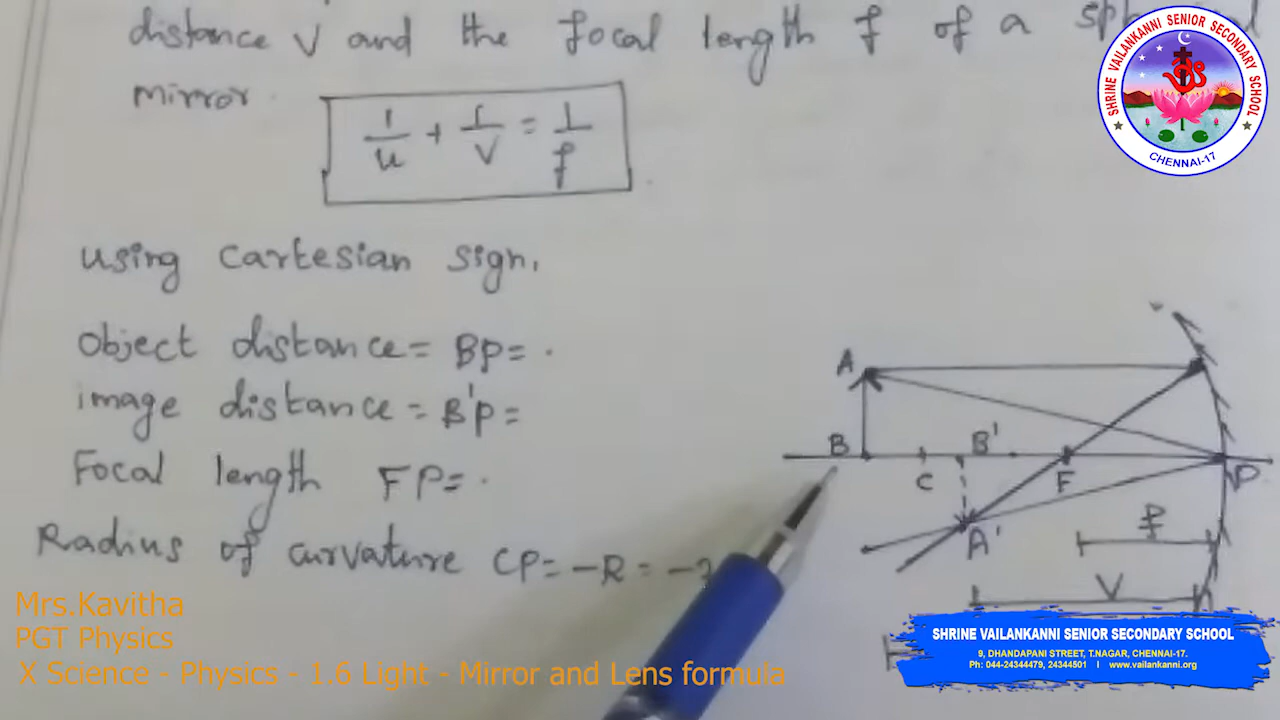 distance v and the focal length f of a
mirror.
1/u + 1/v = 1/f
using Cartesian sign.
Object distance = BP = .
image distance = B'P =
Focal length FP = .
Radius of curvature CP = -R = -
A
B
C
B'
F
P
A'
f
V
SHRINE VAILANKANNI SENIOR SECONDARY SCHOOL
CHENNAI-17
Mrs.Kavitha
PGT Physics
X Science - Physics - 1.6 Light - Mirror and Lens formula
SHRINE VAILANKANNI SENIOR SECONDARY SCHOOL
9, DHANDAPANI STREET, T.NAGAR, CHENNAI-17.
Ph: 044-24344479, 24344501 I www.vailankanni.org